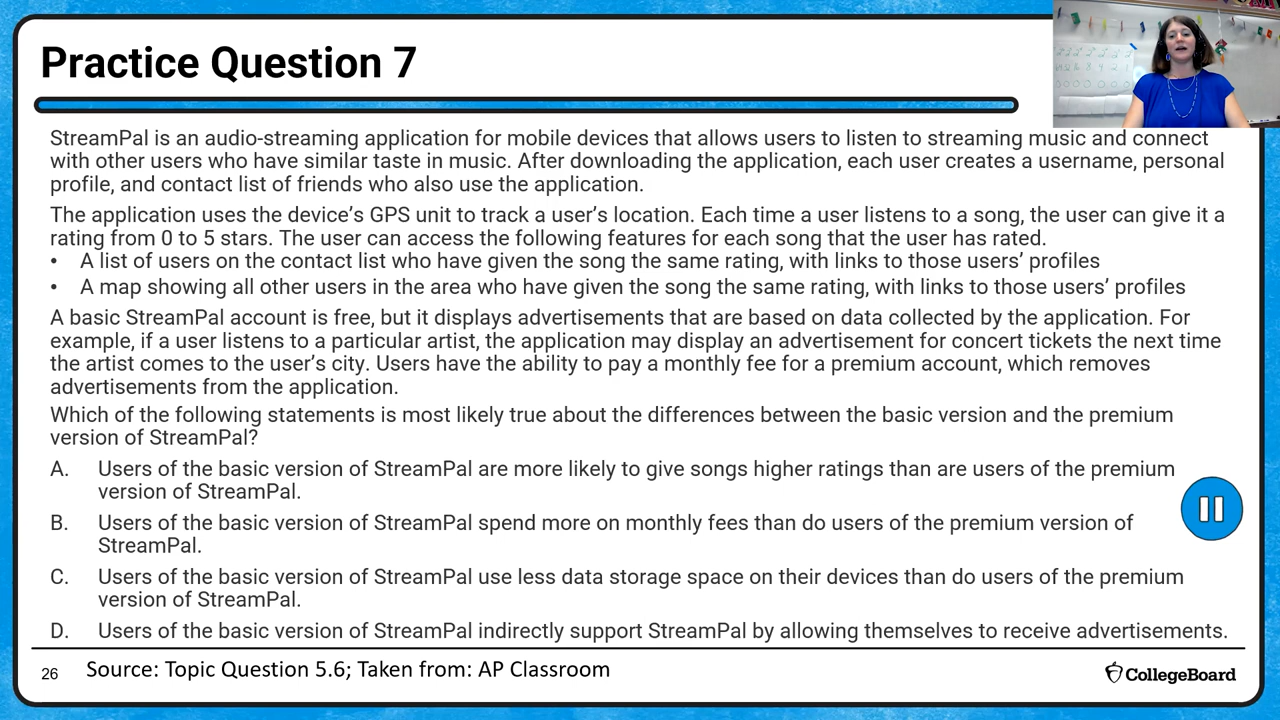 Practice Question 7
StreamPal is an audio-streaming application for mobile devices that allows users to listen to streaming music and connect
with other users who have similar taste in music. After downloading the application, each user creates a username, personal
profile, and contact list of friends who also use the application.
The application uses the device’s GPS unit to track a user’s location. Each time a user listens to a song, the user can give it a
rating from 0 to 5 stars. The user can access the following features for each song that the user has rated.
• A list of users on the contact list who have given the song the same rating, with links to those users’ profiles
• A map showing all other users in the area who have given the song the same rating, with links to those users’ profiles
A basic StreamPal account is free, but it displays advertisements that are based on data collected by the application. For
example, if a user listens to a particular artist, the application may display an advertisement for concert tickets the next time
the artist comes to the user’s city. Users have the ability to pay a monthly fee for a premium account, which removes
advertisements from the application.
Which of the following statements is most likely true about the differences between the basic version and the premium
version of StreamPal?
A. Users of the basic version of StreamPal are more likely to give songs higher ratings than are users of the premium
version of StreamPal.
B. Users of the basic version of StreamPal spend more on monthly fees than do users of the premium version of
StreamPal.
C. Users of the basic version of StreamPal use less data storage space on their devices than do users of the premium
version of StreamPal.
D. Users of the basic version of StreamPal indirectly support StreamPal by allowing themselves to receive advertisements.
26 Source: Topic Question 5.6; Taken from: AP Classroom
CollegeBoard